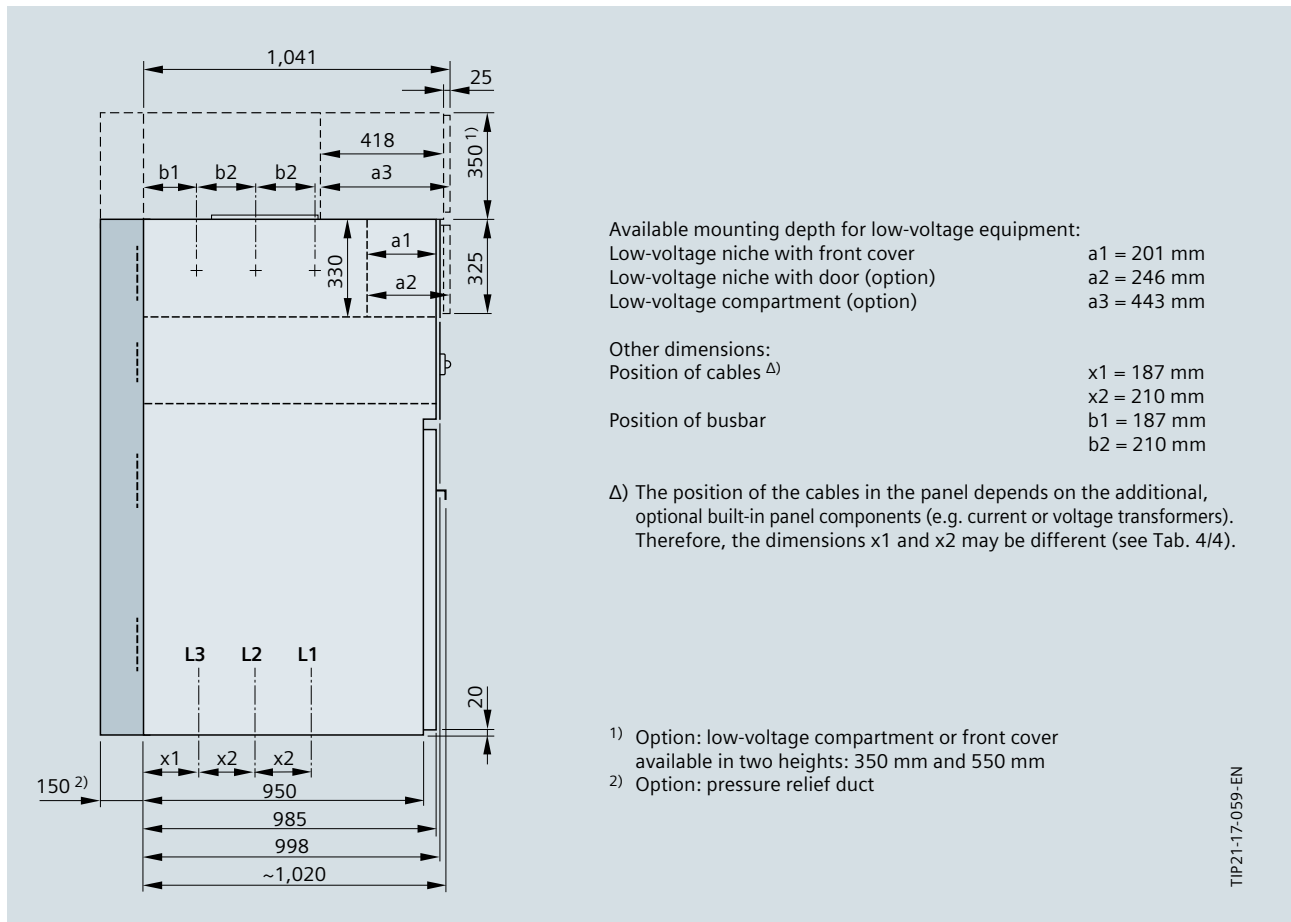 1,041
25
418
350 1)
b1
b2
b2
a3
330
a1
a2
325
L3
L2
L1
20
x1
x2
x2
150 2)
950
985
998
~1,020
Available mounting depth for low-voltage equipment:
Low-voltage niche with front cover a1 = 201 mm
Low-voltage niche with door (option) a2 = 246 mm
Low-voltage compartment (option) a3 = 443 mm
Other dimensions:
Position of cables Δ) x1 = 187 mm
x2 = 210 mm
Position of busbar b1 = 187 mm
b2 = 210 mm
Δ) The position of the cables in the panel depends on the additional,
optional built-in panel components (e.g. current or voltage transformers).
Therefore, the dimensions x1 and x2 may be different (see Tab. 4/4).
1) Option: low-voltage compartment or front cover
available in two heights: 350 mm and 550 mm
2) Option: pressure relief duct
TIP21-17-059-EN